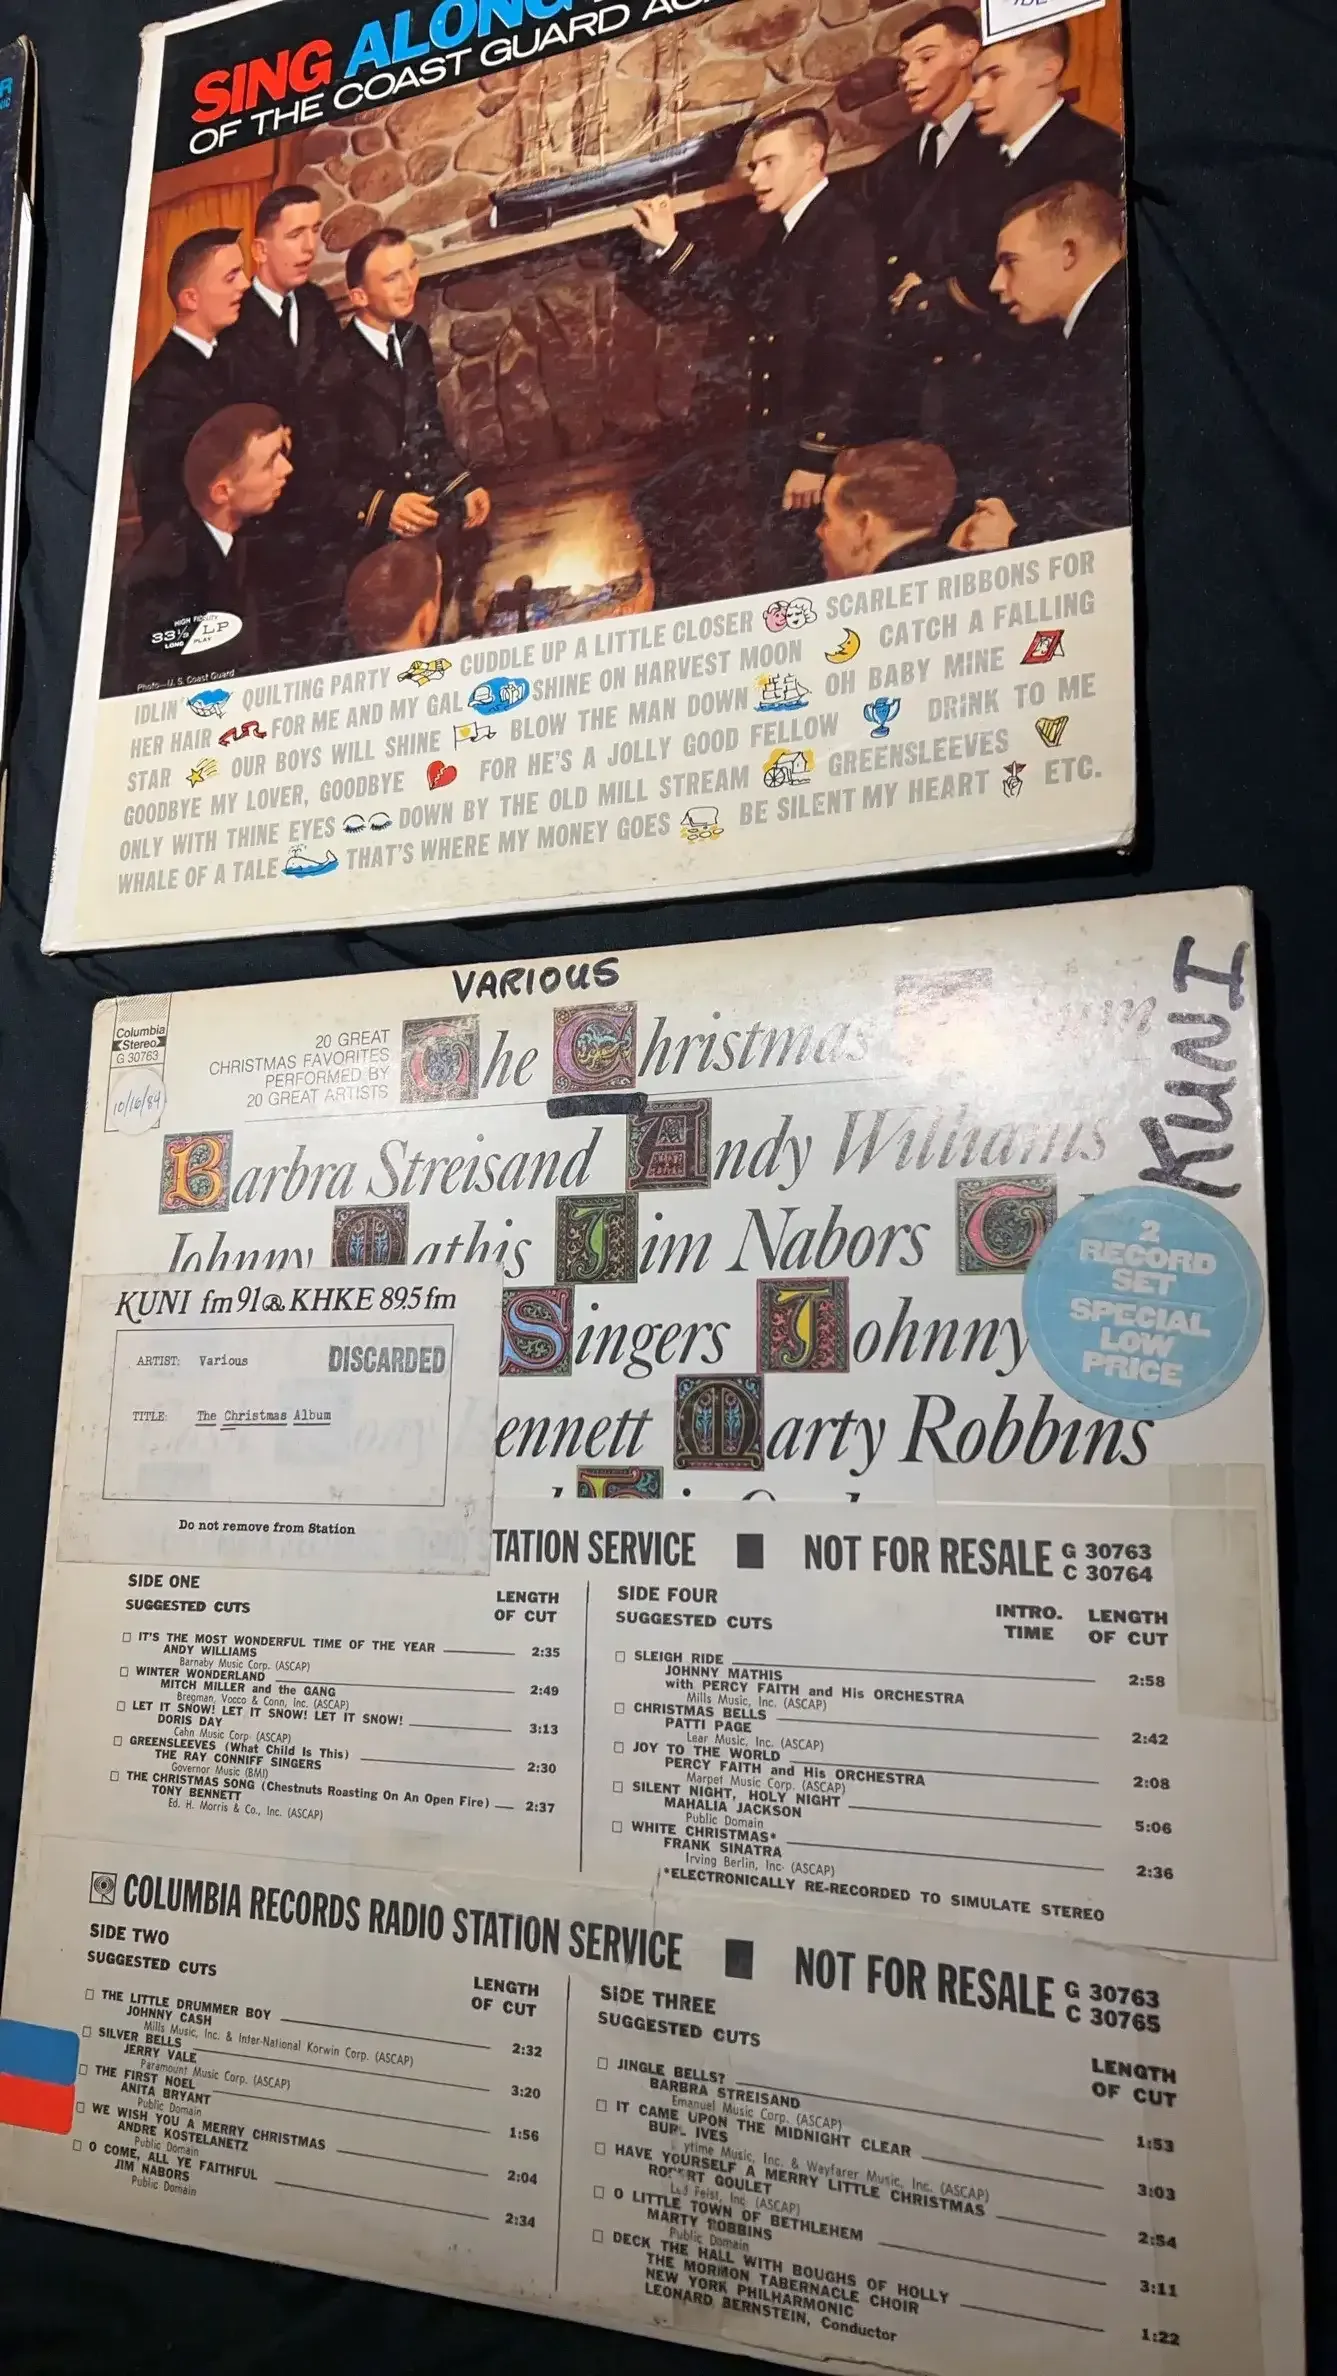 SING ALONG
OF THE COAST GUARD
HIGH FIDELITY
33⅓ LP
LONG PLAY
Photo—U. S. Coast Guard
IDLIN' QUILTING PARTY CUDDLE UP A LITTLE CLOSER SCARLET RIBBONS FOR
HER HAIR FOR ME AND MY GAL SHINE ON HARVEST MOON CATCH A FALLING
STAR OUR BOYS WILL SHINE BLOW THE MAN DOWN OH BABY MINE
GOODBYE MY LOVER, GOODBYE FOR HE'S A JOLLY GOOD FELLOW DRINK TO ME
ONLY WITH THINE EYES DOWN BY THE OLD MILL STREAM GREENSLEEVES
WHALE OF A TALE THAT'S WHERE MY MONEY GOES BE SILENT MY HEART ETC.
VARIOUS
KUNI
Columbia
Stereo
G 30763
10/16/84
20 GREAT
CHRISTMAS FAVORITES
PERFORMED BY
20 GREAT ARTISTS
The Christmas
Barbra Streisand Andy Williams
Johnny Mathis Jim Nabors
Singers Johnny
ennett Marty Robbins
2
RECORD
SET
SPECIAL
LOW
PRICE
KUNI fm 91 & KHKE 89.5 fm
ARTIST: Various
DISCARDED
TITLE: The Christmas Album
Do not remove from Station
TATION SERVICE ■ NOT FOR RESALE G 30763
C 30764
SIDE ONE
SUGGESTED CUTS
LENGTH
OF CUT
IT'S THE MOST WONDERFUL TIME OF THE YEAR 2:35
ANDY WILLIAMS
Barnaby Music Corp. (ASCAP)
WINTER WONDERLAND 2:49
MITCH MILLER and the GANG
Bregman, Vocco & Conn, Inc. (ASCAP)
LET IT SNOW! LET IT SNOW! LET IT SNOW! 3:13
DORIS DAY
Cahn Music Corp. (ASCAP)
GREENSLEEVES (What Child Is This) 2:30
THE RAY CONNIFF SINGERS
Governor Music (BMI)
THE CHRISTMAS SONG (Chestnuts Roasting On An Open Fire) 2:37
TONY BENNETT
Ed. H. Morris & Co., Inc. (ASCAP)
SIDE FOUR
SUGGESTED CUTS
INTRO. TIME
LENGTH OF CUT
SLEIGH RIDE 2:58
JOHNNY MATHIS
with PERCY FAITH and His ORCHESTRA
Mills Music, Inc. (ASCAP)
CHRISTMAS BELLS 2:42
PATTI PAGE
Lear Music, Inc. (ASCAP)
JOY TO THE WORLD 2:08
PERCY FAITH and His ORCHESTRA
Marpet Music Corp. (ASCAP)
SILENT NIGHT, HOLY NIGHT 5:06
MAHALIA JACKSON
Public Domain
WHITE CHRISTMAS* 2:36
FRANK SINATRA
Irving Berlin, Inc. (ASCAP)
*ELECTRONICALLY RE-RECORDED TO SIMULATE STEREO
COLUMBIA RECORDS RADIO STATION SERVICE ■ NOT FOR RESALE G 30763
C 30765
SIDE TWO
SUGGESTED CUTS
LENGTH
OF CUT
THE LITTLE DRUMMER BOY 2:32
JOHNNY CASH
Mills Music, Inc. & Inter-National Korwin Corp. (ASCAP)
SILVER BELLS 3:20
JERRY VALE
Paramount Music Corp. (ASCAP)
THE FIRST NOEL 1:56
ANITA BRYANT
Public Domain
WE WISH YOU A MERRY CHRISTMAS 2:04
ANDRE KOSTELANETZ
Public Domain
O COME, ALL YE FAITHFUL 2:34
JIM NABORS
Public Domain
SIDE THREE
SUGGESTED CUTS
LENGTH
OF CUT
JINGLE BELLS? 1:53
BARBRA STREISAND
Emanuel Music Corp. (ASCAP)
IT CAME UPON THE MIDNIGHT CLEAR 3:03
BURL IVES
ytime Music, Inc. & Wayfarer Music, Inc. (ASCAP)
HAVE YOURSELF A MERRY LITTLE CHRISTMAS 2:54
ROBERT GOULET
Leo Feist, Inc (ASCAP)
O LITTLE TOWN OF BETHLEHEM 3:11
MARTY ROBBINS
Public Domain
DECK THE HALL WITH BOUGHS OF HOLLY 1:22
THE MORMON TABERNACLE CHOIR
NEW YORK PHILHARMONIC
LEONARD BERNSTEIN, Conductor